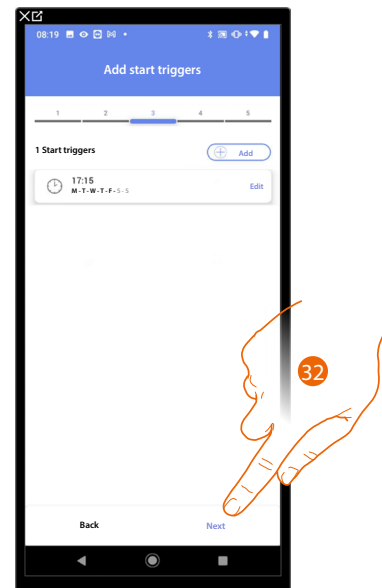 08:19
Add start triggers
1 2 3 4 5
1 Start triggers
Add
17:15
M-T-W-T-F-S-S
Edit
32
Back Next